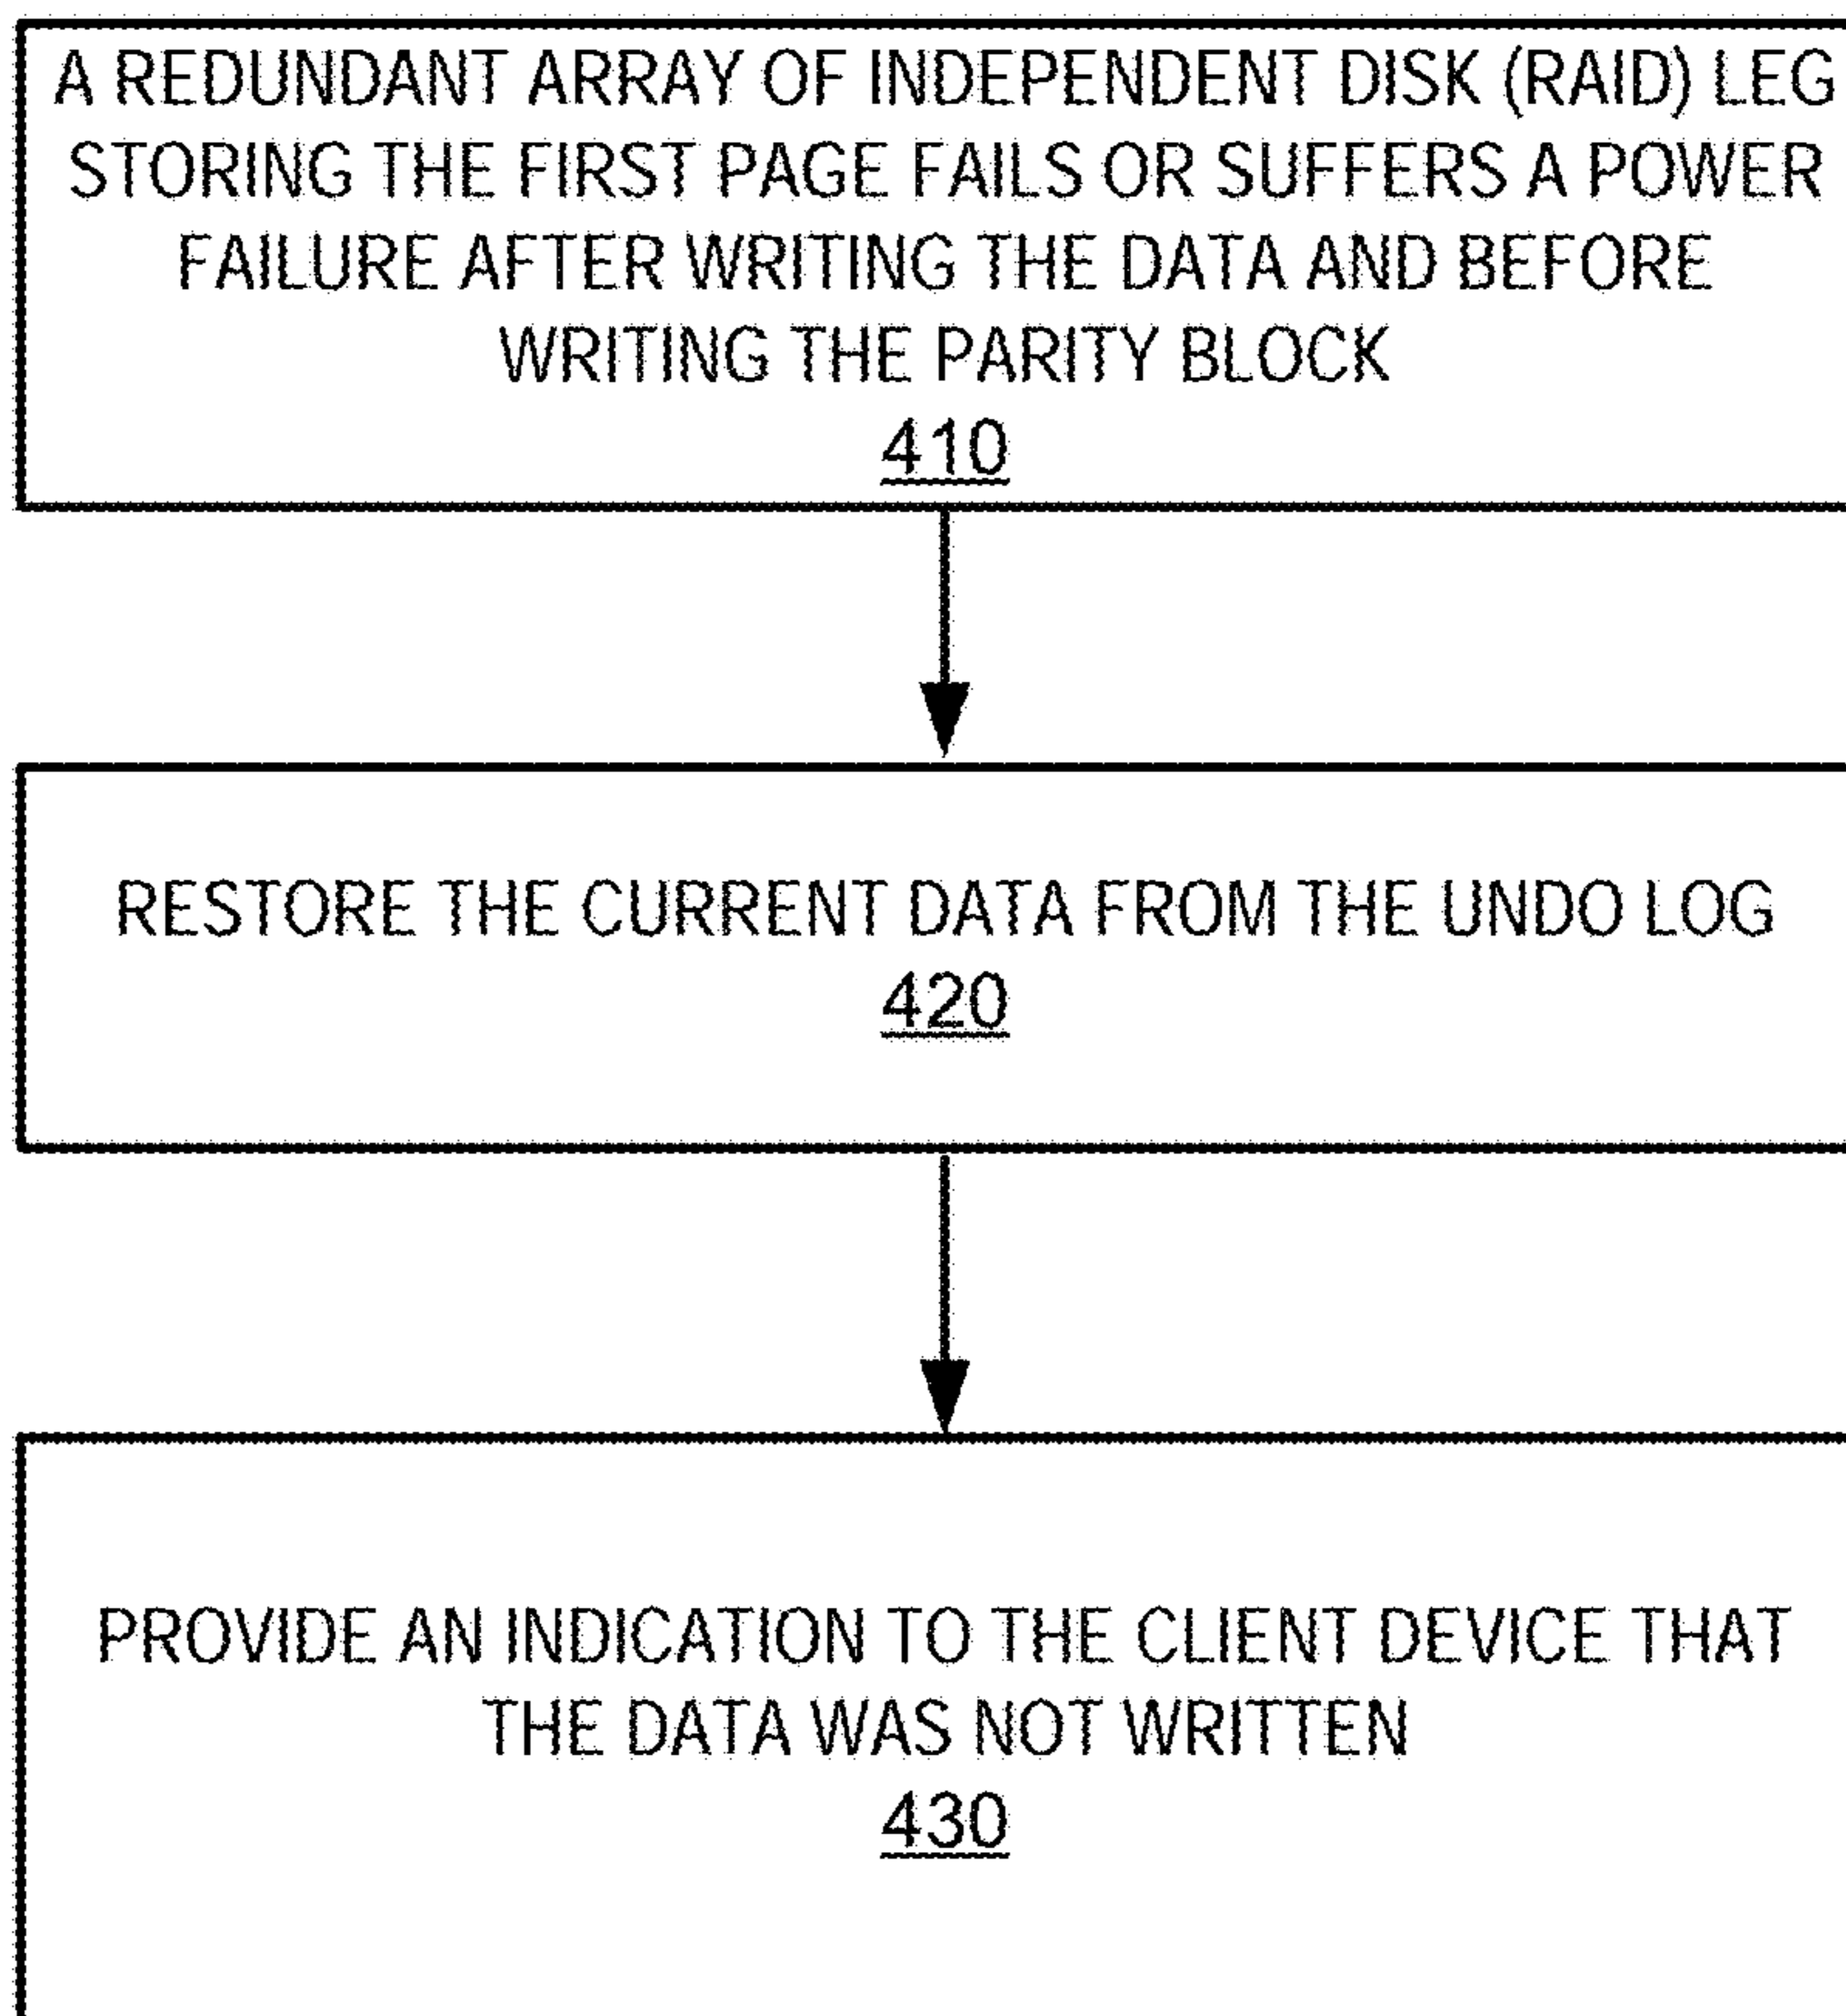 A REDUNDANT ARRAY OF INDEPENDENT DISK (RAID) LEG
STORING THE FIRST PAGE FAILS OR SUFFERS A POWER
FAILURE AFTER WRITING THE DATA AND BEFORE
WRITING THE PARITY BLOCK
410
RESTORE THE CURRENT DATA FROM THE UNDO LOG
420
PROVIDE AN INDICATION TO THE CLIENT DEVICE THAT
THE DATA WAS NOT WRITTEN
430